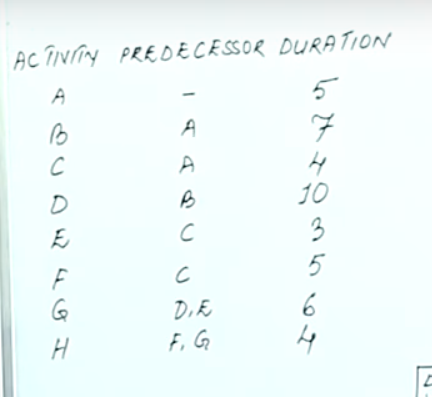 ACTIVITY PREDECESSOR DURATION
A - 5
B A 7
C A 4
D B 10
E C 3
F C 5
G D,E 6
H F,G 4